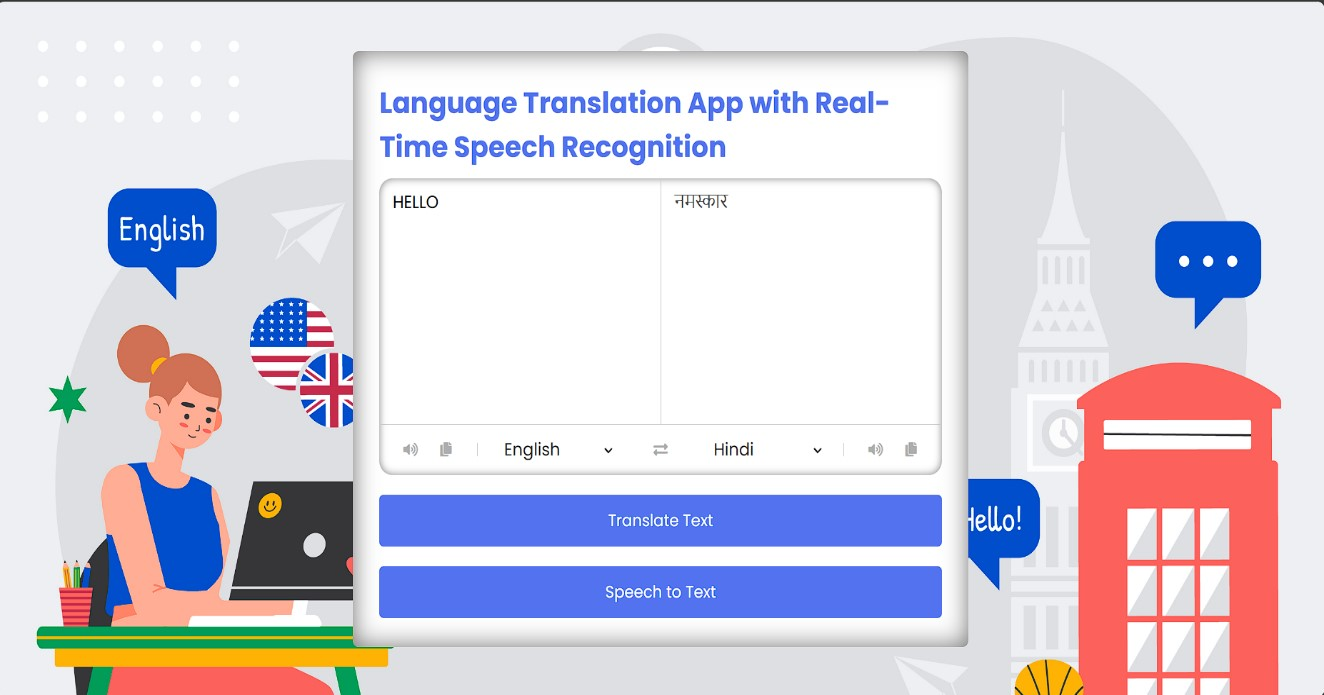 Language Translation App with Real-
Time Speech Recognition
English
HELLO
नमस्कार
English
Hindi
Translate Text
Hello!
Speech to Text